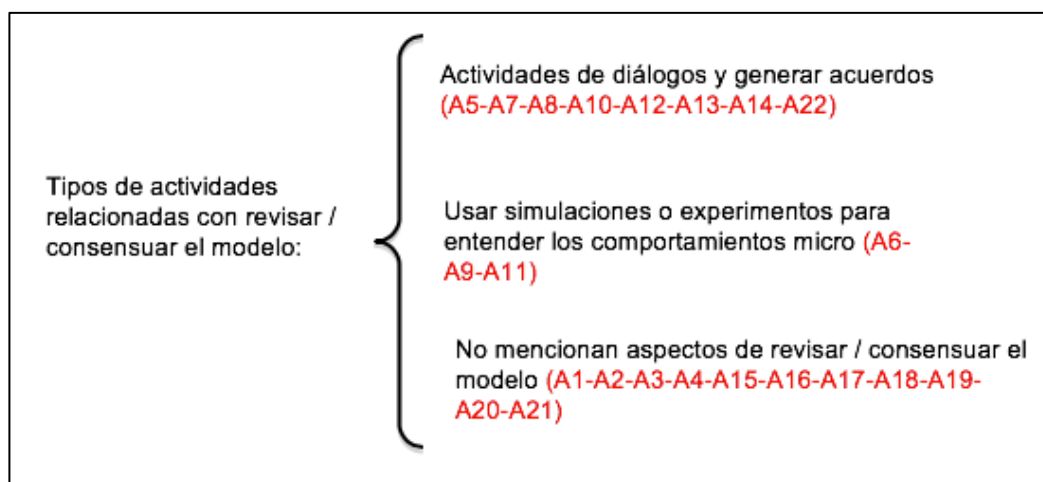 Actividades de diálogos y generar acuerdos
(A5-A7-A8-A10-A12-A13-A14-A22)
Tipos de actividades
relacionadas con revisar /
consensuar el modelo:
Usar simulaciones o experimentos para
entender los comportamientos micro (A6-
A9-A11)
No mencionan aspectos de revisar / consensuar el
modelo (A1-A2-A3-A4-A15-A16-A17-A18-A19-
A20-A21)